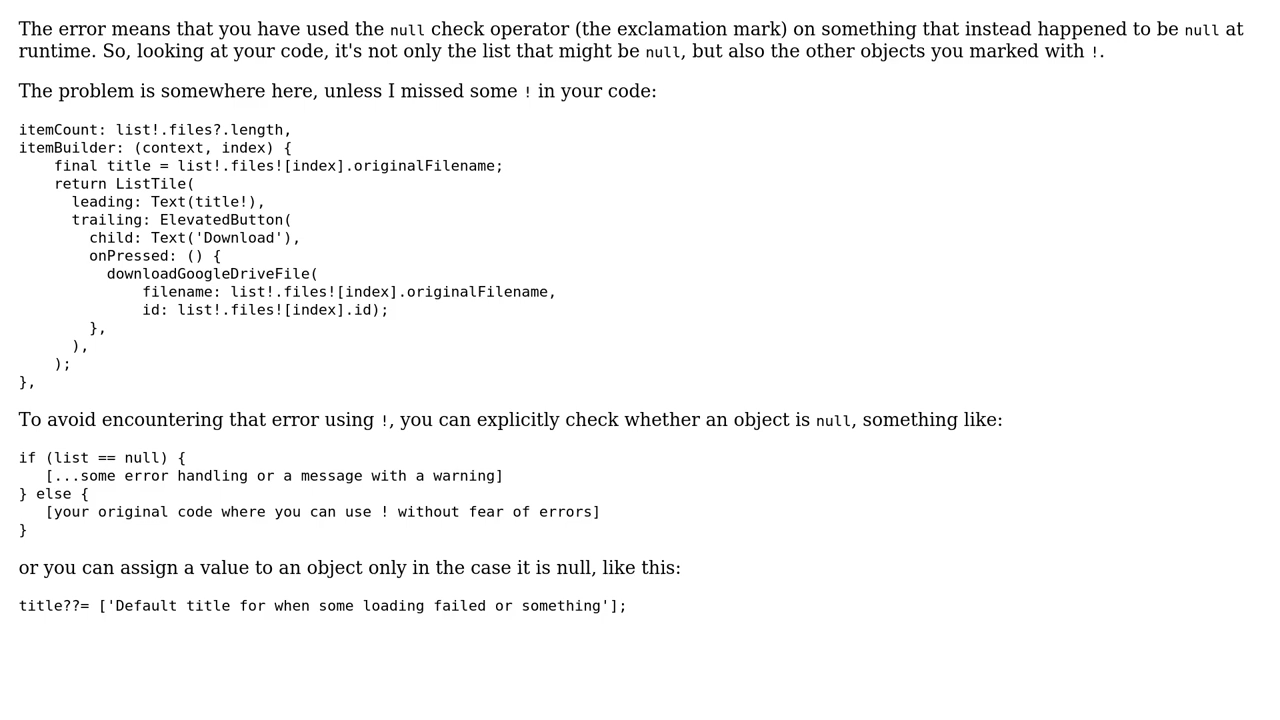 The error means that you have used the null check operator (the exclamation mark) on something that instead happened to be null at
runtime. So, looking at your code, it's not only the list that might be null, but also the other objects you marked with !.
The problem is somewhere here, unless I missed some ! in your code:
itemCount: list!.files?.length,
itemBuilder: (context, index) {
    final title = list!.files![index].originalFilename;
    return ListTile(
      leading: Text(title!),
      trailing: ElevatedButton(
        child: Text('Download'),
        onPressed: () {
          downloadGoogleDriveFile(
              filename: list!.files![index].originalFilename,
              id: list!.files![index].id);
        },
      ),
    );
},
To avoid encountering that error using !, you can explicitly check whether an object is null, something like:
if (list == null) {
   [...some error handling or a message with a warning]
} else {
   [your original code where you can use ! without fear of errors]
}
or you can assign a value to an object only in the case it is null, like this:
title??= ['Default title for when some loading failed or something'];